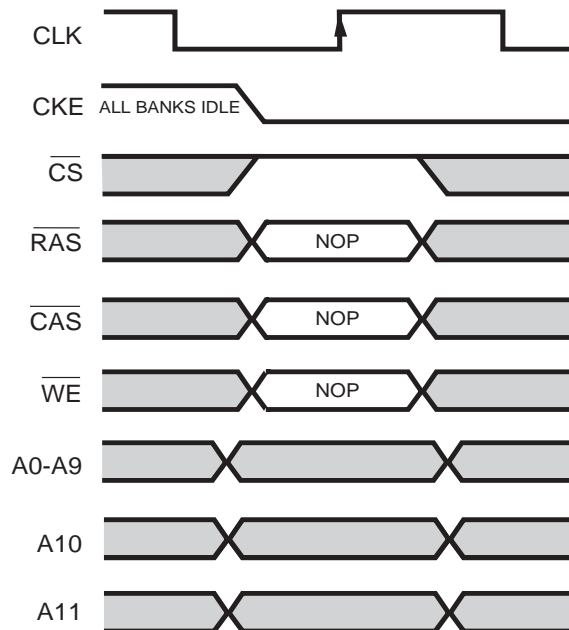 CLK
CKE ALL BANKS IDLE
CS
RAS NOP
CAS NOP
WE NOP
A0-A9
A10
A11